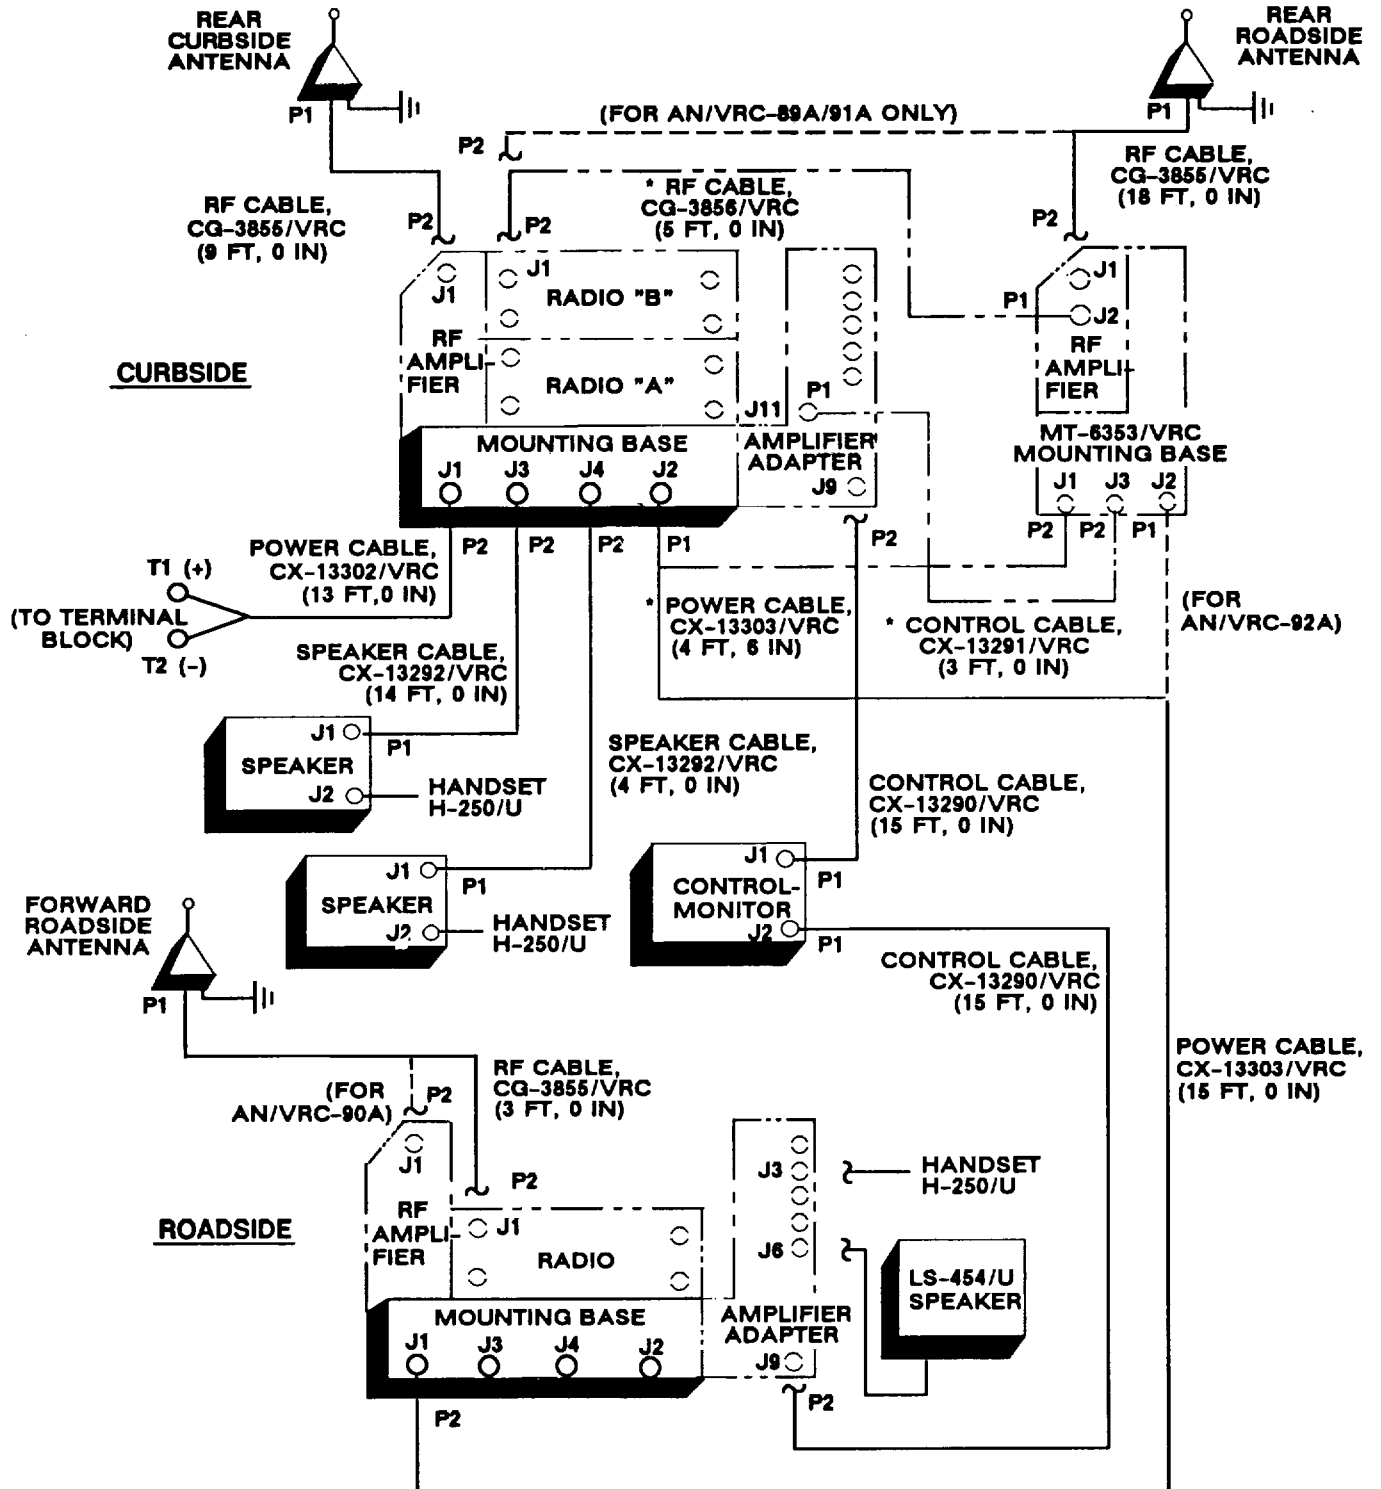 REAR
CURBSIDE
ANTENNA
P1
REAR
ROADSIDE
ANTENNA
P1
(FOR AN/VRC-89A/91A ONLY)
P2
RF CABLE,
CG-3855/VRC
(18 FT, 0 IN)
RF CABLE,
CG-3855/VRC
(9 FT, 0 IN)
P2
P2
* RF CABLE,
CG-3856/VRC
(5 FT, 0 IN)
P2
J1
J1
RADIO "B"
RF
AMPLI-
FIER
RADIO "A"
P1
J1
J2
RF
AMPLI-
FIER
CURBSIDE
J11
P1
AMPLIFIER
ADAPTER
J9
MOUNTING BASE
J1
J3
J4
J2
MT-6353/VRC
MOUNTING BASE
J1
J3
J2
P2
P2
P2
P1
P2
P2
P2
P1
POWER CABLE,
CX-13302/VRC
(13 FT,0 IN)
T1 (+)
(TO TERMINAL
BLOCK)
T2 (-)
* POWER CABLE,
CX-13303/VRC
(4 FT, 6 IN)
* CONTROL CABLE,
CX-13291/VRC
(3 FT, 0 IN)
(FOR
AN/VRC-92A)
SPEAKER CABLE,
CX-13292/VRC
(14 FT, 0 IN)
J1
P1
SPEAKER
J2
HANDSET
H-250/U
SPEAKER CABLE,
CX-13292/VRC
(4 FT, 0 IN)
CONTROL CABLE,
CX-13290/VRC
(15 FT, 0 IN)
J1
P1
SPEAKER
J2
HANDSET
H-250/U
J1
P1
CONTROL-
MONITOR
J2
P1
CONTROL CABLE,
CX-13290/VRC
(15 FT, 0 IN)
FORWARD
ROADSIDE
ANTENNA
P1
POWER CABLE,
CX-13303/VRC
(15 FT, 0 IN)
(FOR
AN/VRC-90A)
P2
RF CABLE,
CG-3855/VRC
(3 FT, 0 IN)
P2
J1
RF
AMPLI-
FIER
J1
RADIO
ROADSIDE
J3
HANDSET
H-250/U
J6
LS-454/U
SPEAKER
AMPLIFIER
ADAPTER
J9
P2
MOUNTING BASE
J1
J3
J4
J2
P2